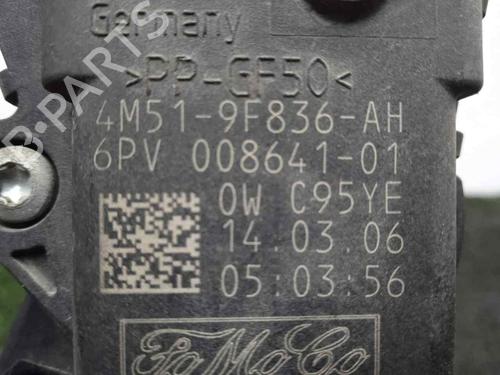 Germany
>PP-GF50<
4M51-9F836-AH
6PV 008641-01
0W C95YE
14.03.06
05:03:56
FoMoCo
B-PARTS